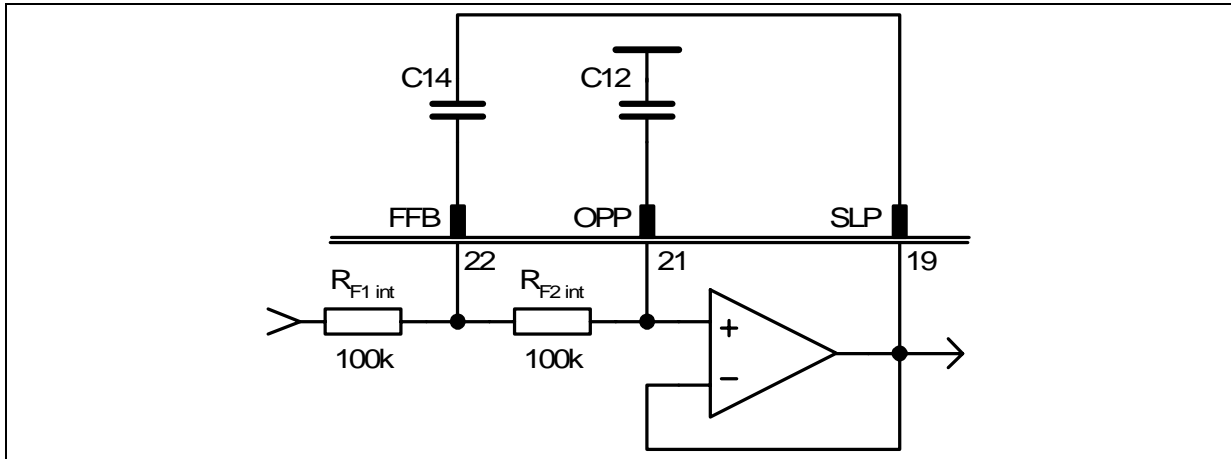 C14
C12
FFB
OPP
SLP
22
21
19
RF1 int
RF2 int
100k
100k
+
−